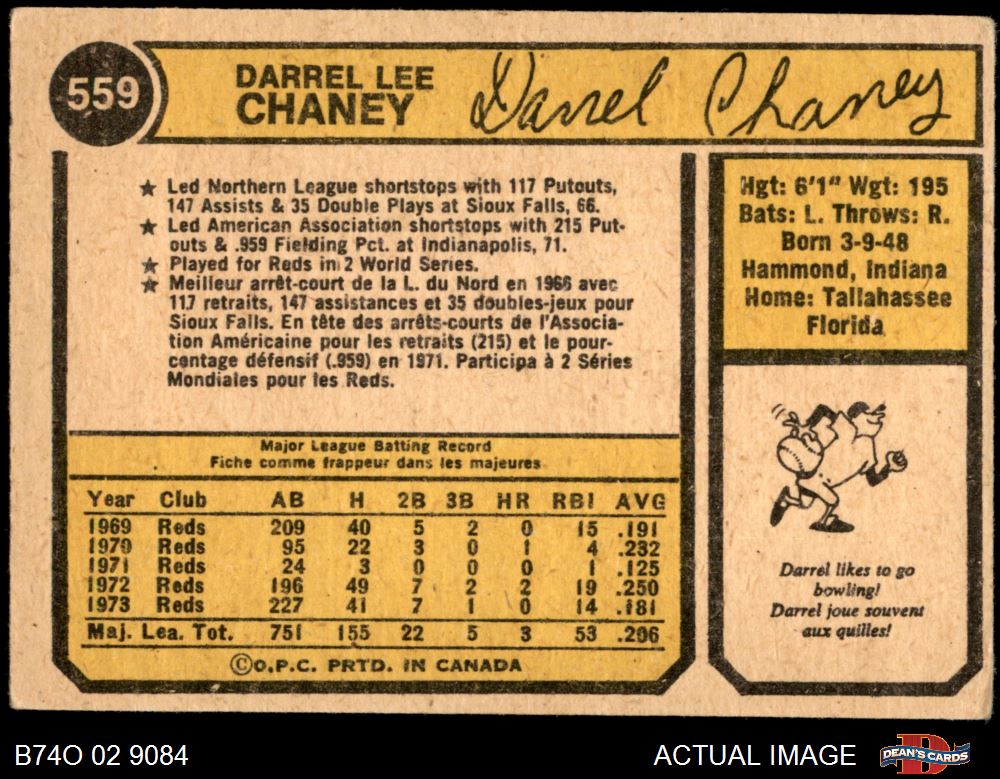 559
DARREL LEE
CHANEY
Darrel Chaney
★ Led Northern League shortstops with 117 Putouts,
147 Assists & 35 Double Plays at Sioux Falls, 66.
★ Led American Association shortstops with 215 Put-
outs & .959 Fielding Pct. at Indianapolis, 71.
★ Played for Reds in 2 World Series.
★ Meilleur arrêt-court de la L. du Nord en 1966 avec
117 retraits, 147 assistances et 35 doubles-jeux pour
Sioux Falls. En tête des arrêts-courts de l'Associa-
tion Américaine pour les retraits (215) et le pour-
centage défensif (.959) en 1971. Participa à 2 Séries
Mondiales pour les Reds.
Hgt: 6'1" Wgt: 195
Bats: L. Throws: R.
Born 3-9-48
Hammond, Indiana
Home: Tallahassee
Florida
Major League Batting Record
Fiche comme frappeur dans les majeures
Year Club AB H 2B 3B HR RBI AVG
1969 Reds 209 40 5 2 0 15 .191
1970 Reds 95 22 3 0 1 4 .232
1971 Reds 24 3 0 0 0 1 .125
1972 Reds 196 49 7 2 2 19 .250
1973 Reds 227 41 7 1 0 14 .181
Maj. Lea. Tot. 751 155 22 5 3 53 .206
©O.P.C. PRTD. IN CANADA
Darrel likes to go
bowling!
Darrel joue souvent
aux quilles!
B74O 02 9084
ACTUAL IMAGE
DEAN'S CARDS